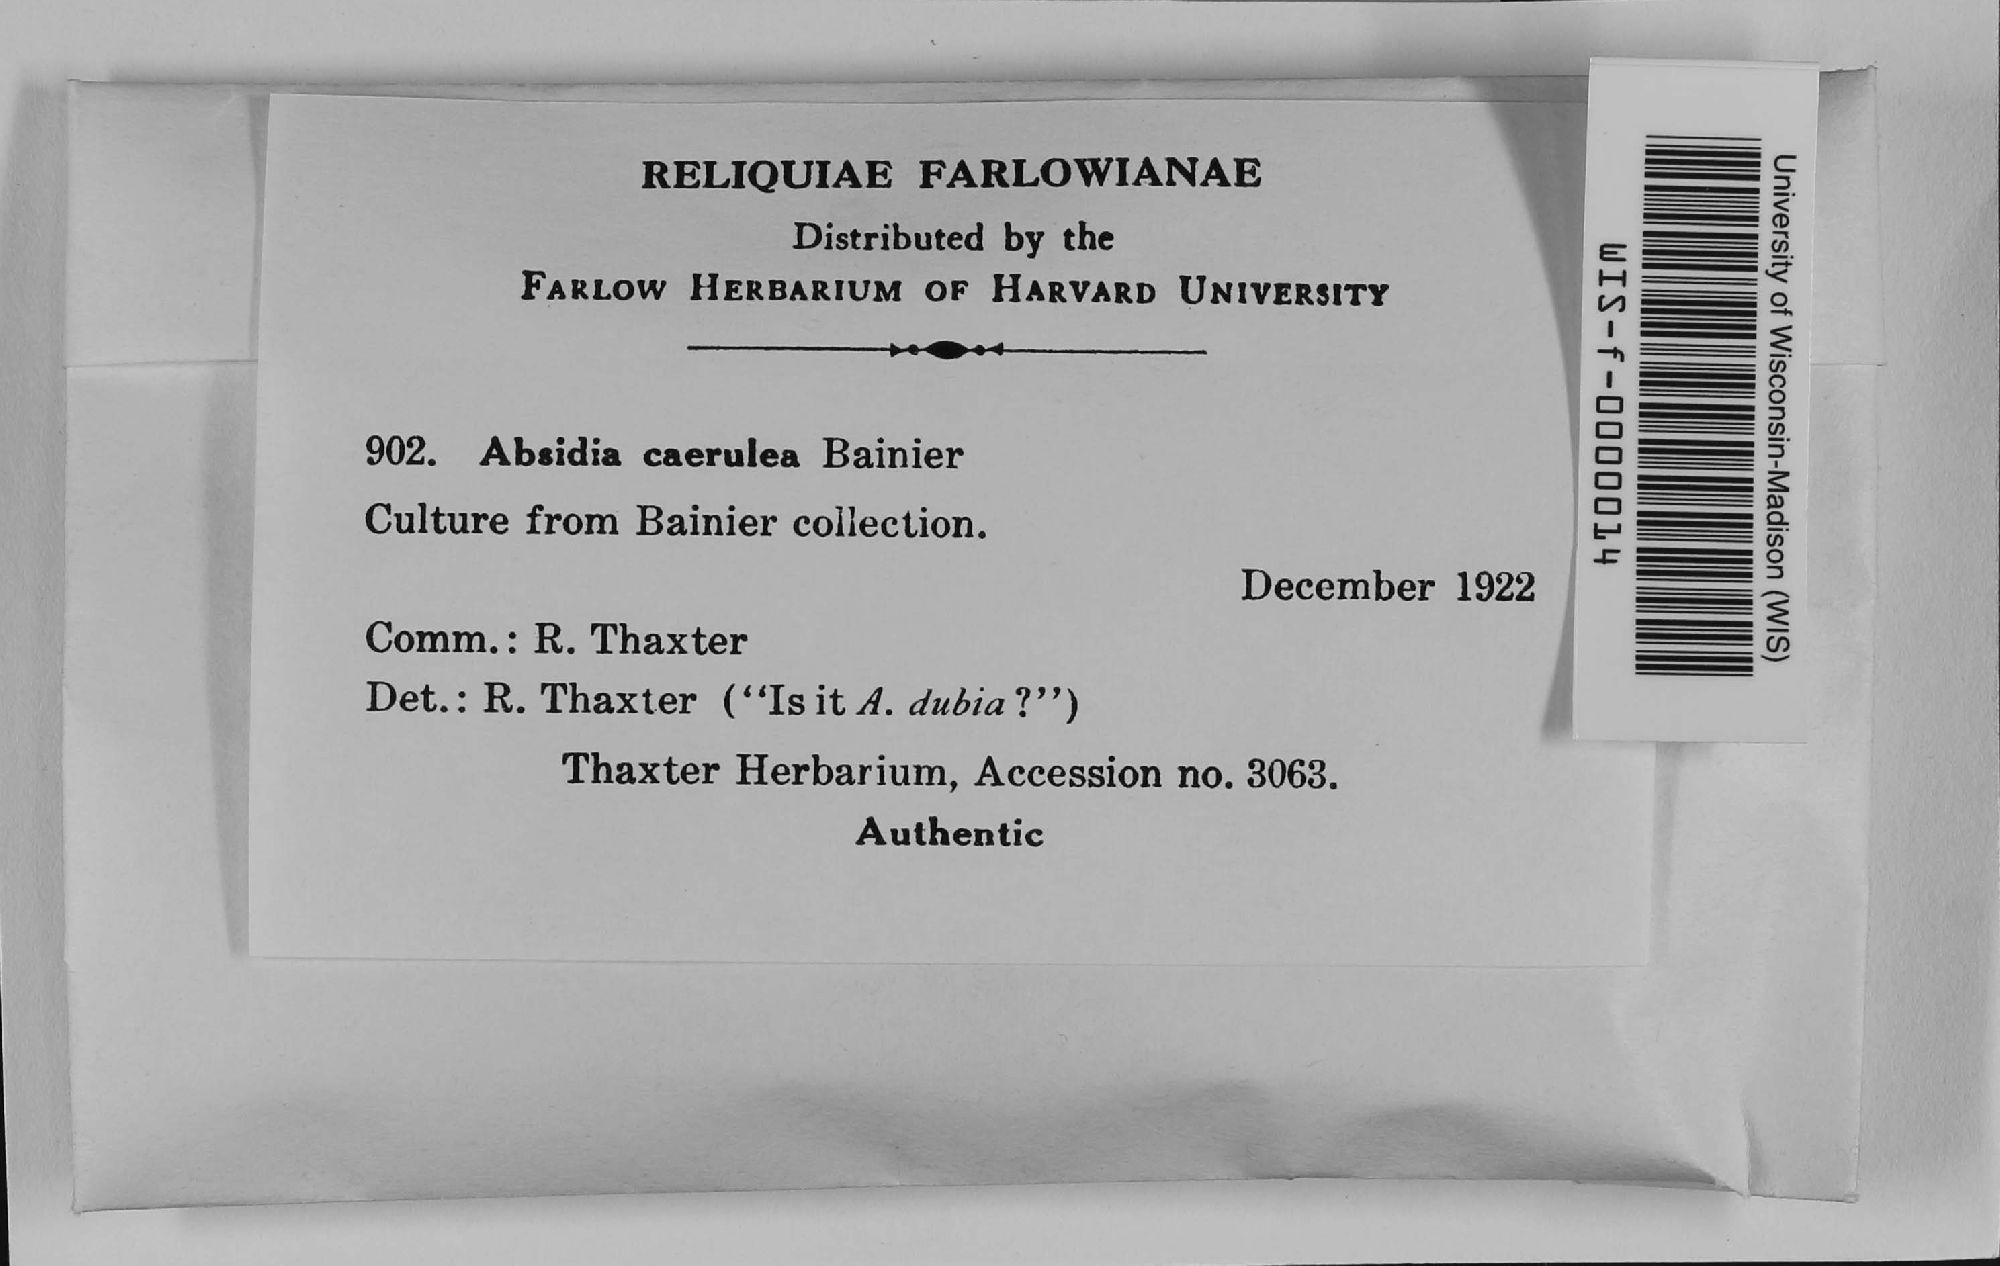 RELIQUIAE FARLOWIANAE
Distributed by the
FARLOW HERBARIUM OF HARVARD UNIVERSITY
902. Absidia caerulea Bainier
Culture from Bainier collection.
December 1922
Comm.: R. Thaxter
Det.: R. Thaxter (“Is it A. dubia?”)
Thaxter Herbarium, Accession no. 3063.
Authentic
University of Wisconsin-Madison (WIS)
WIS-f-0000014